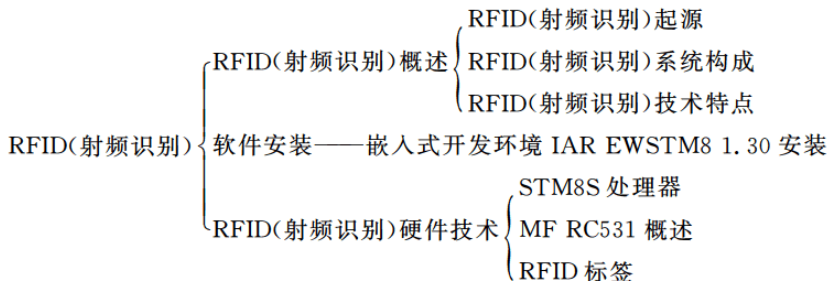 RFID(射频识别)
RFID(射频识别)概述
RFID(射频识别)起源
RFID(射频识别)系统构成
RFID(射频识别)技术特点
软件安装——嵌入式开发环境 IAR EWSTM8 1.30 安装
RFID(射频识别)硬件技术
STM8S 处理器
MF RC531 概述
RFID 标签